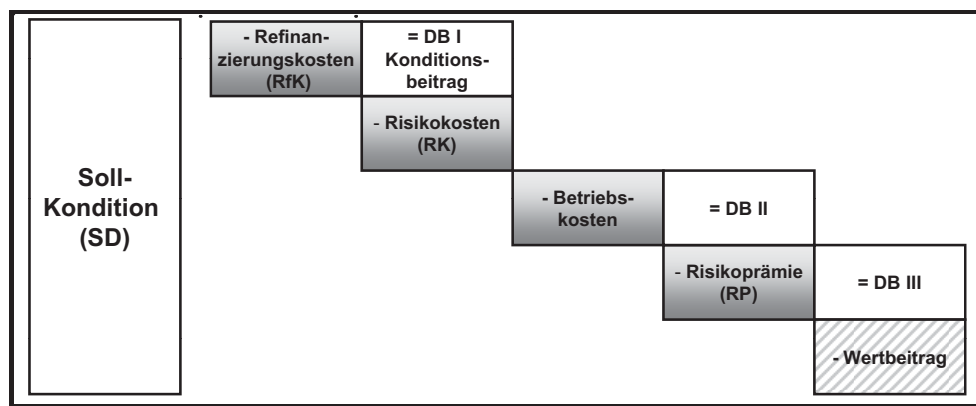 Soll-
Kondition
(SD)
- Refinan-
zierungskosten
(RfK)
= DB I
Konditions-
beitrag
- Risikokosten
(RK)
- Betriebs-
kosten
= DB II
- Risikoprämie
(RP)
= DB III
- Wertbeitrag